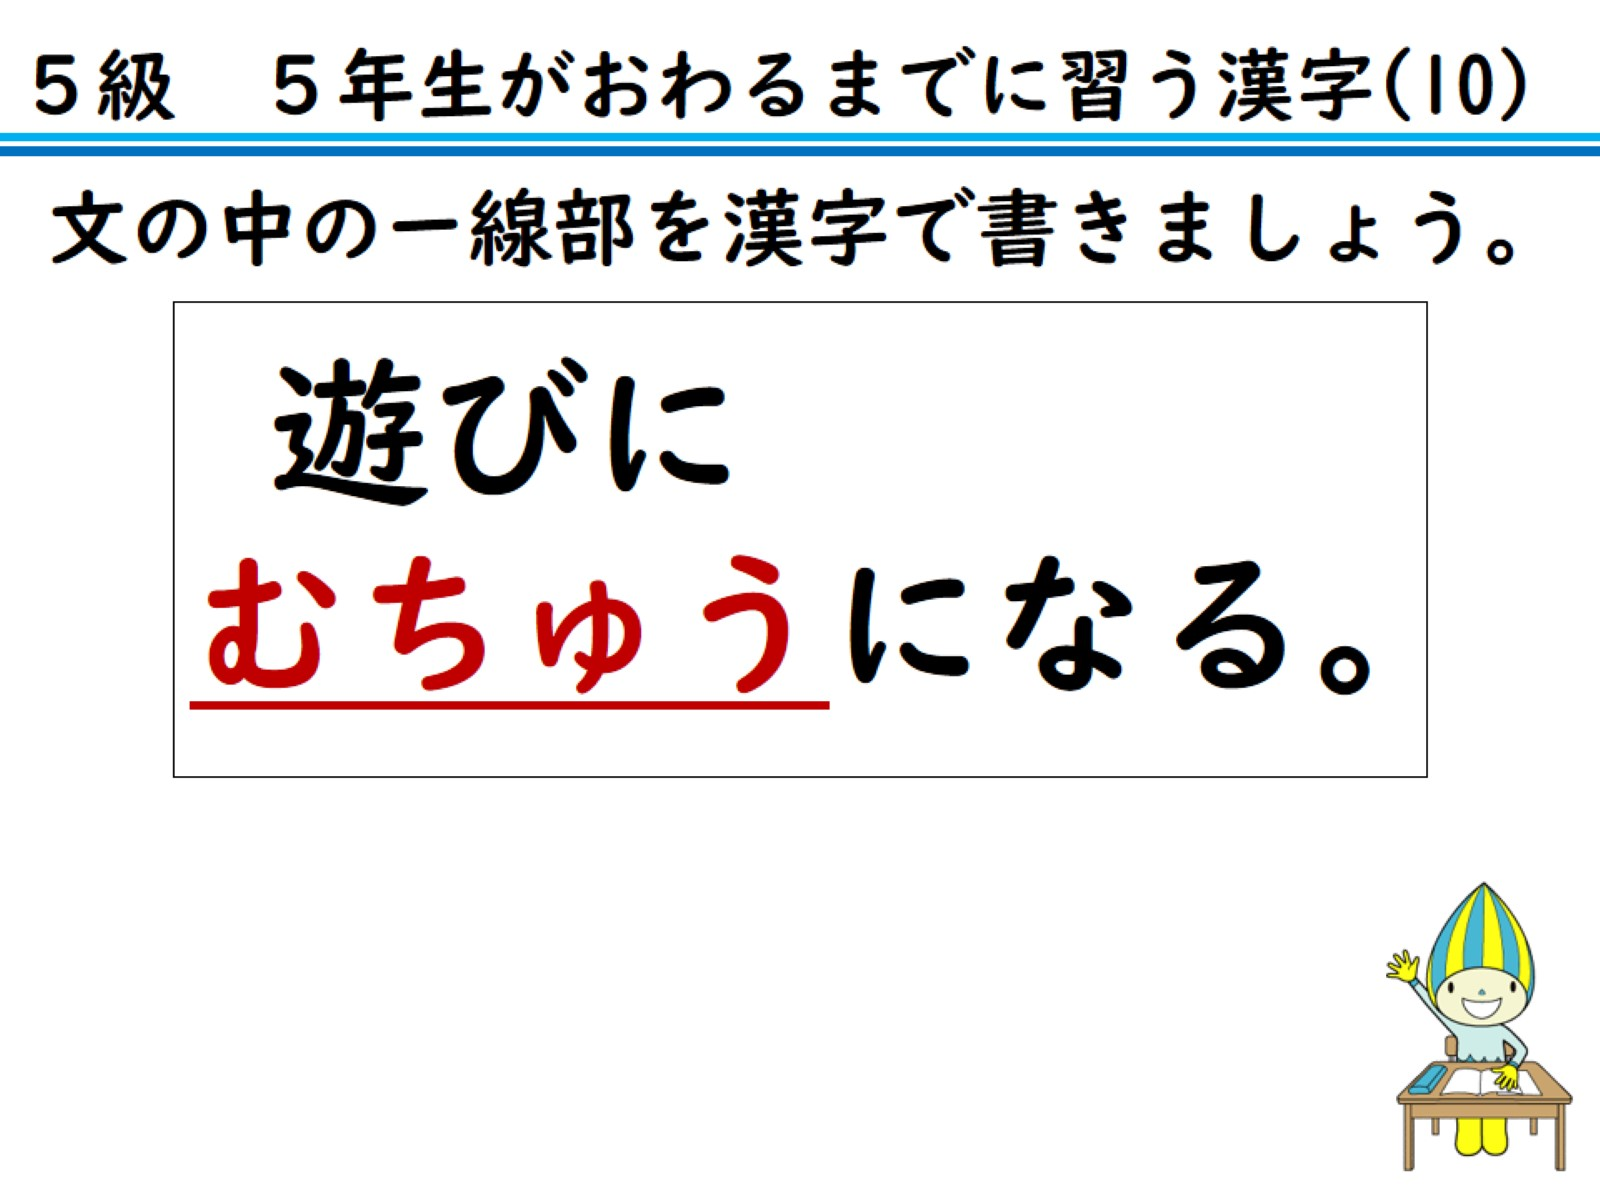 ５級　５年生がおわるまでに習う漢字(10)
文の中の一線部を漢字で書きましょう。
遊びに
むちゅうになる。